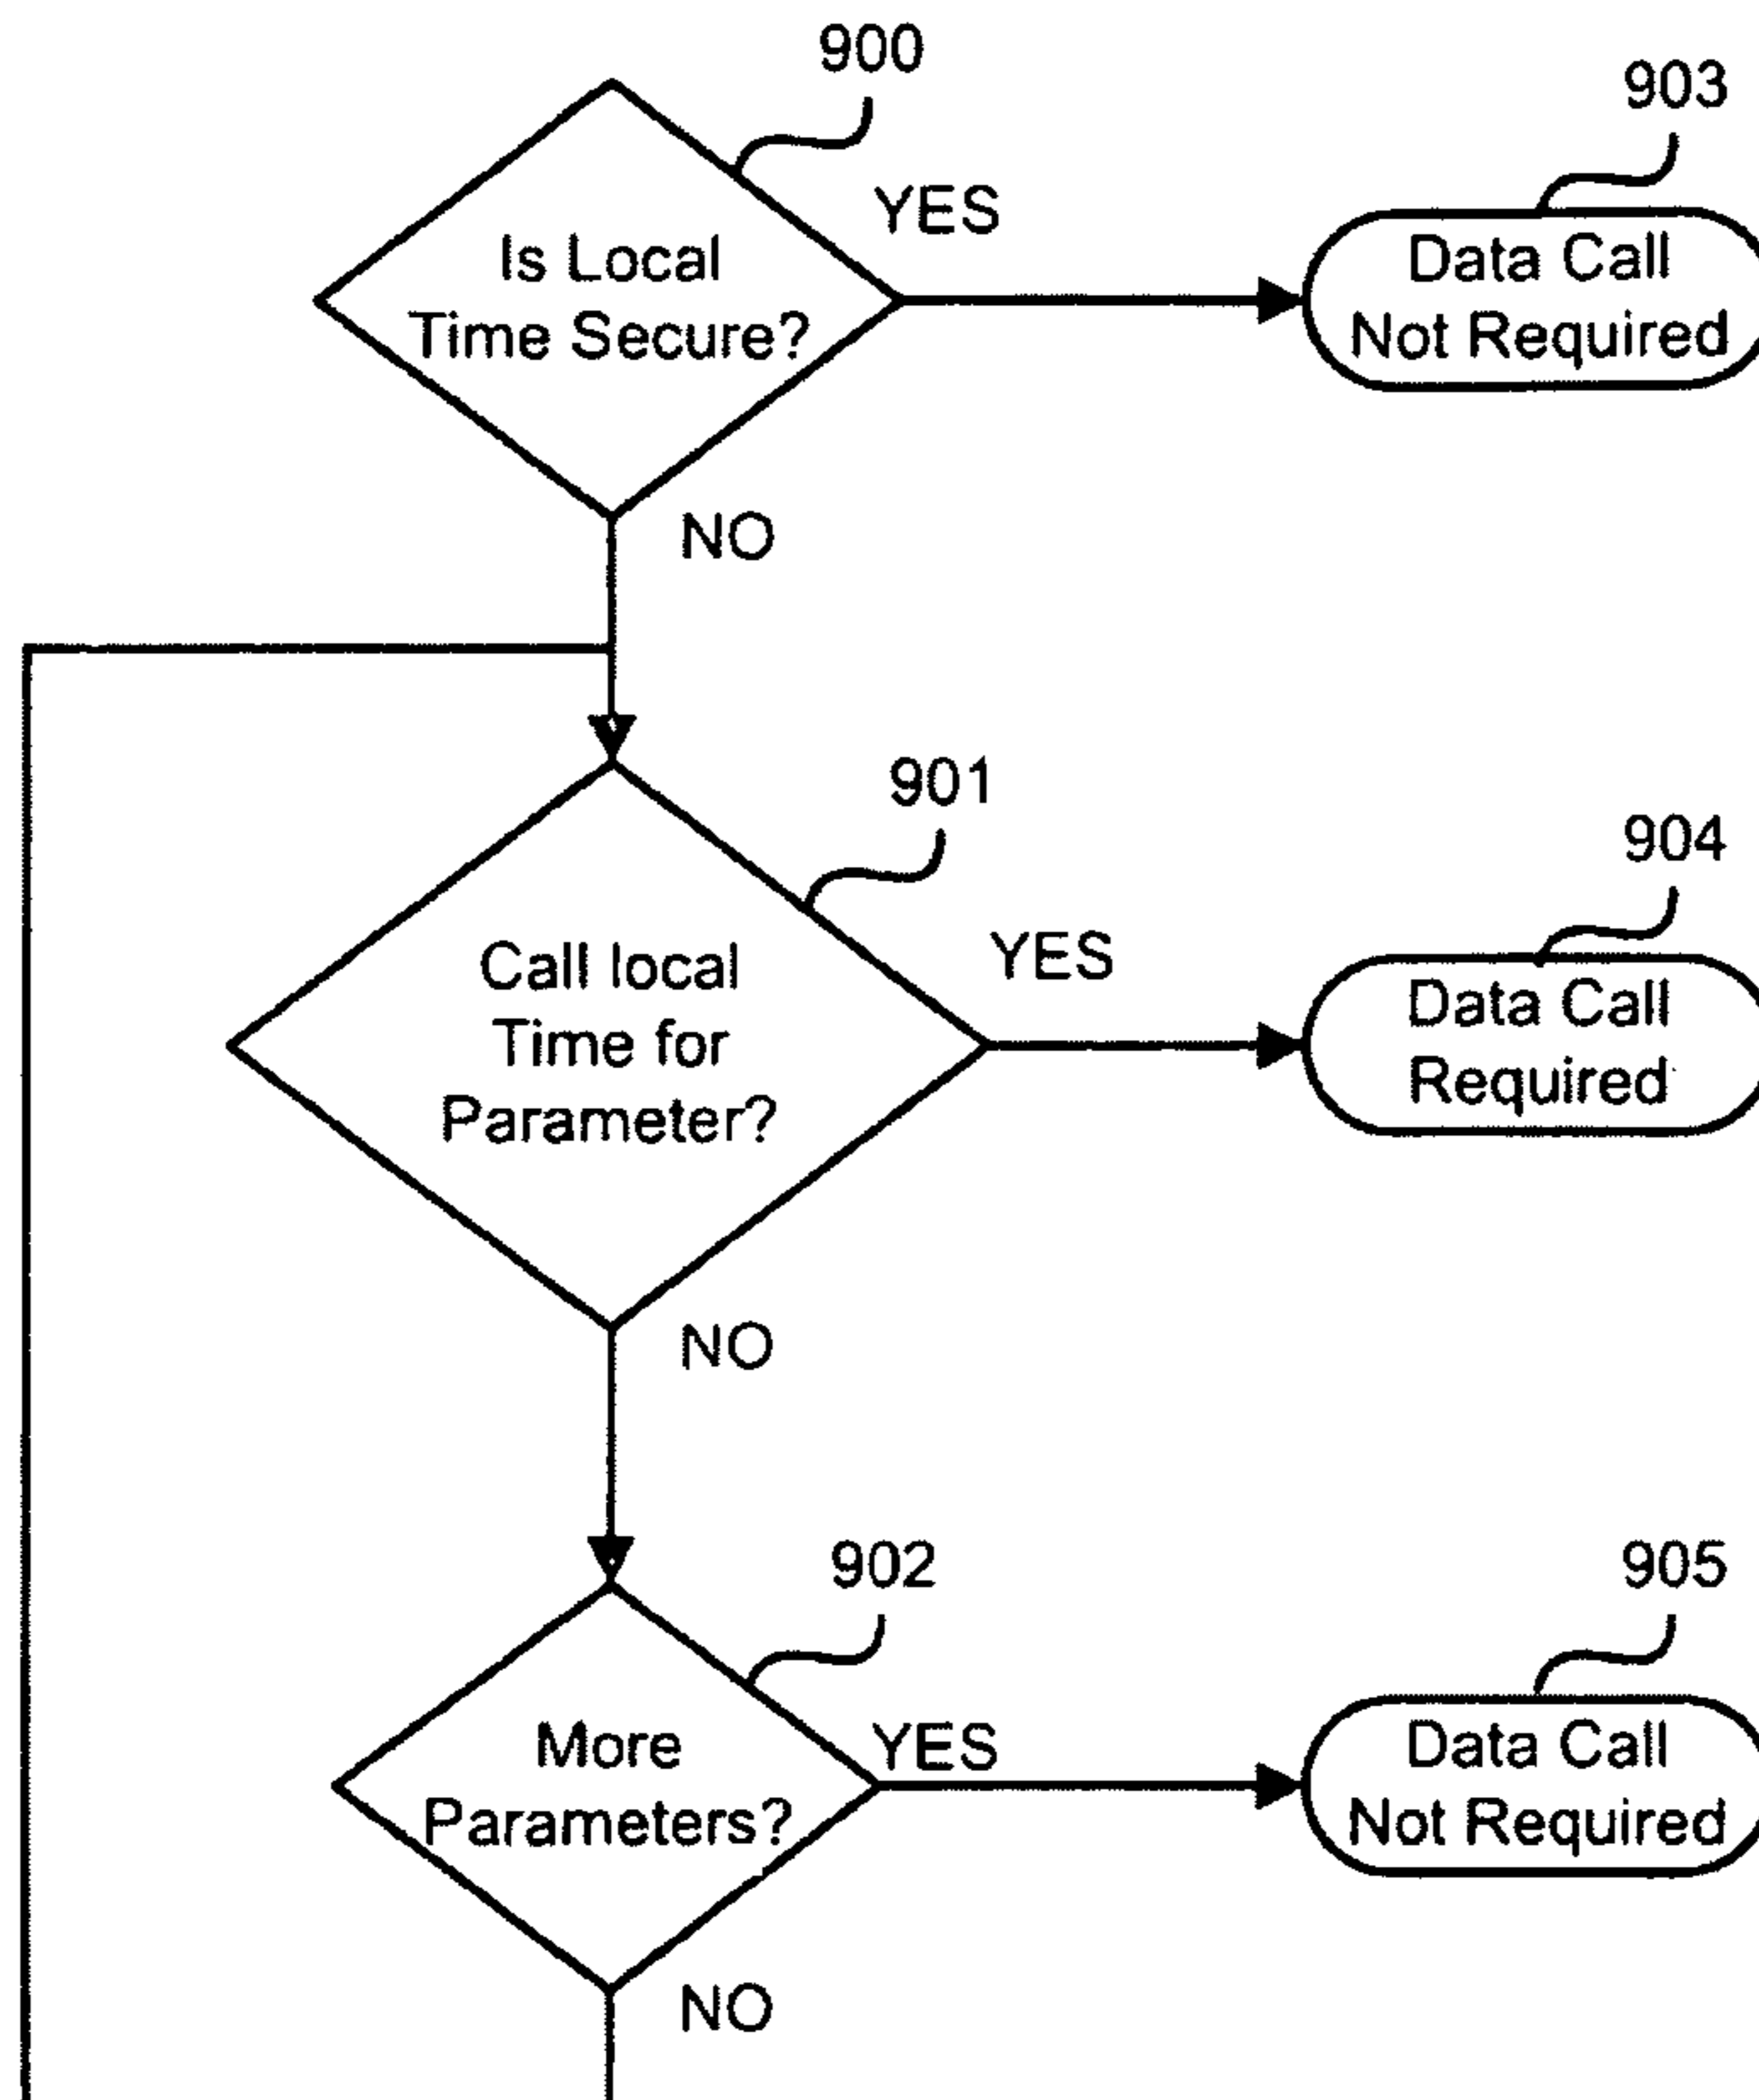 900
903
YES
Is Local
Time Secure?
Data Call
Not Required
NO
901
904
YES
Call local
Time for
Parameter?
Data Call
Required
NO
902
905
More
Parameters?
YES
Data Call
Not Required
NO